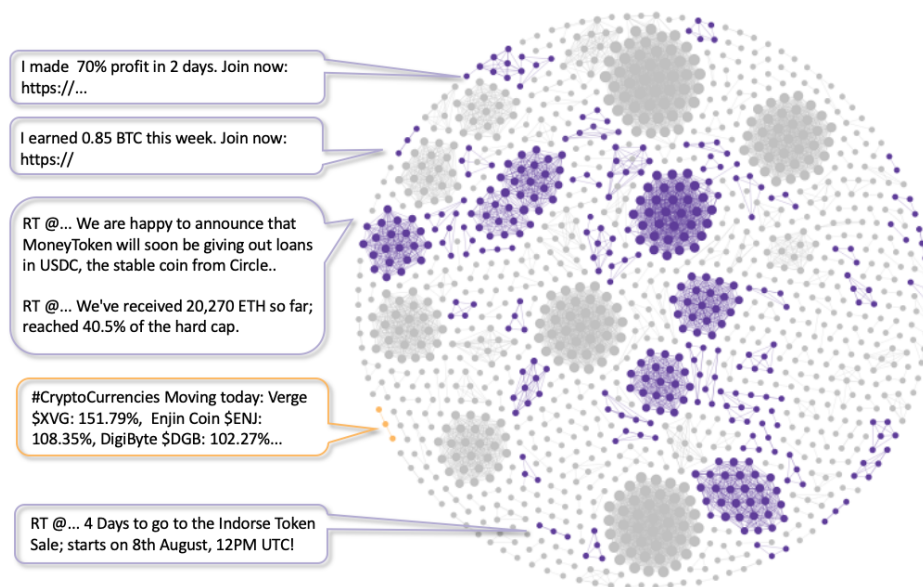 I made 70% profit in 2 days. Join now:
https://...
I earned 0.85 BTC this week. Join now:
https://
RT @... We are happy to announce that
MoneyToken will soon be giving out loans
in USDC, the stable coin from Circle..
RT @... We've received 20,270 ETH so far;
reached 40.5% of the hard cap.
#CryptoCurrencies Moving today: Verge
$XVG: 151.79%, Enjin Coin $ENJ:
108.35%, DigiByte $DGB: 102.27%...
RT @... 4 Days to go to the Indorse Token
Sale; starts on 8th August, 12PM UTC!